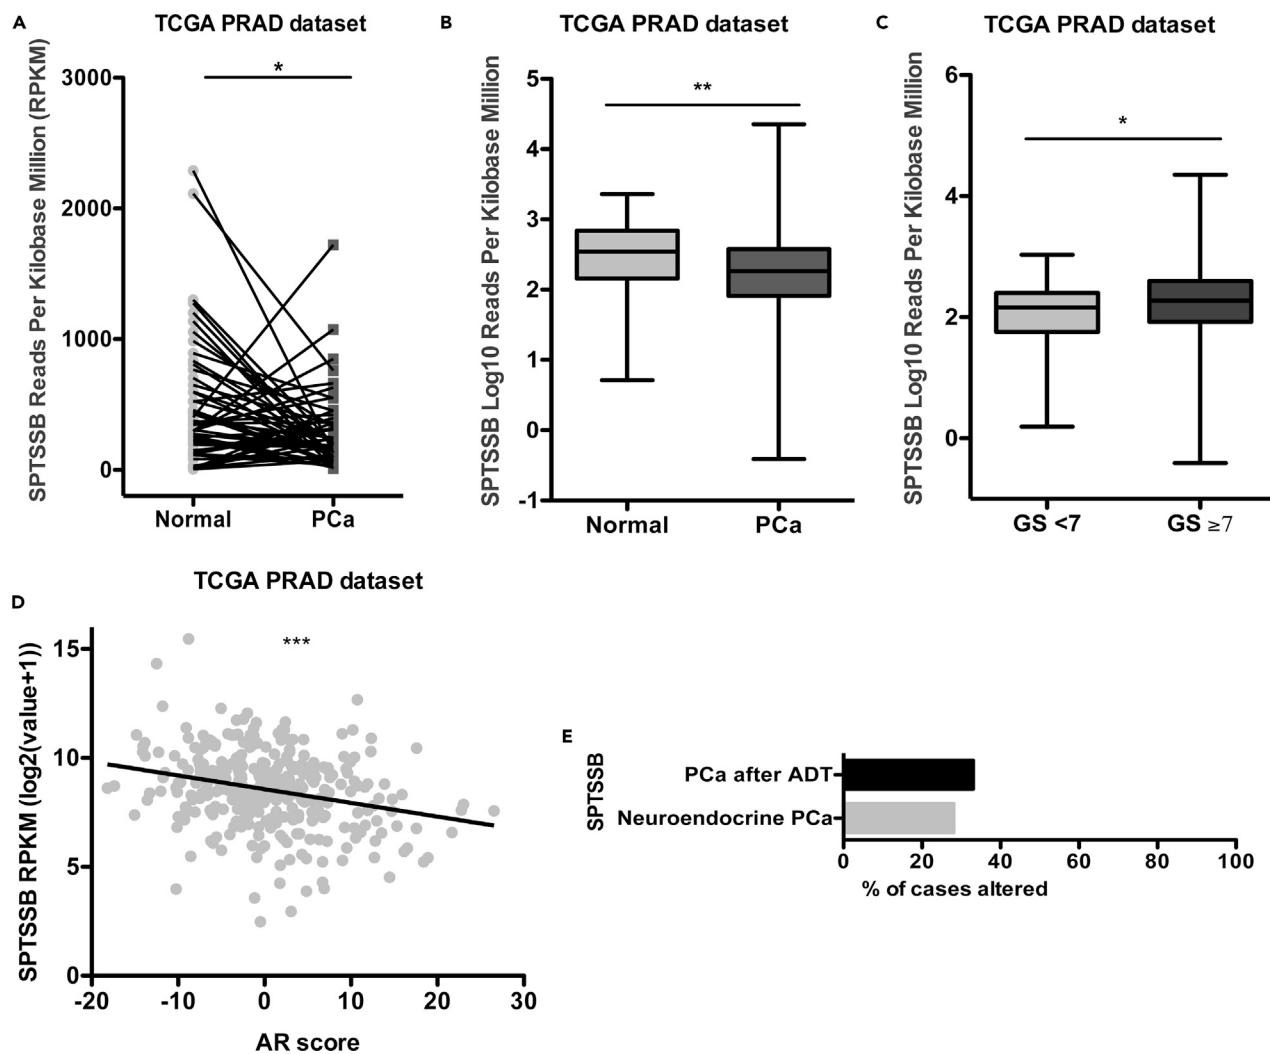 A
TCGA PRAD dataset
SPTSSB Reads Per Kilobase Million (RPKM)
*
3000
2000
1000
0
Normal
PCa
B
TCGA PRAD dataset
SPTSSB Log10 Reads Per Kilobase Million
**
5
4
3
2
1
0
-1
Normal
PCa
C
TCGA PRAD dataset
SPTSSB Log10 Reads Per Kilobase Million
*
6
4
2
0
GS <7
GS ≥7
D
TCGA PRAD dataset
SPTSSB RPKM (log2(value+1))
***
15
10
5
0
-20
-10
0
10
20
30
AR score
E
SPTSSB
PCa after ADT
Neuroendocrine PCa
0
20
40
60
80
100
% of cases altered